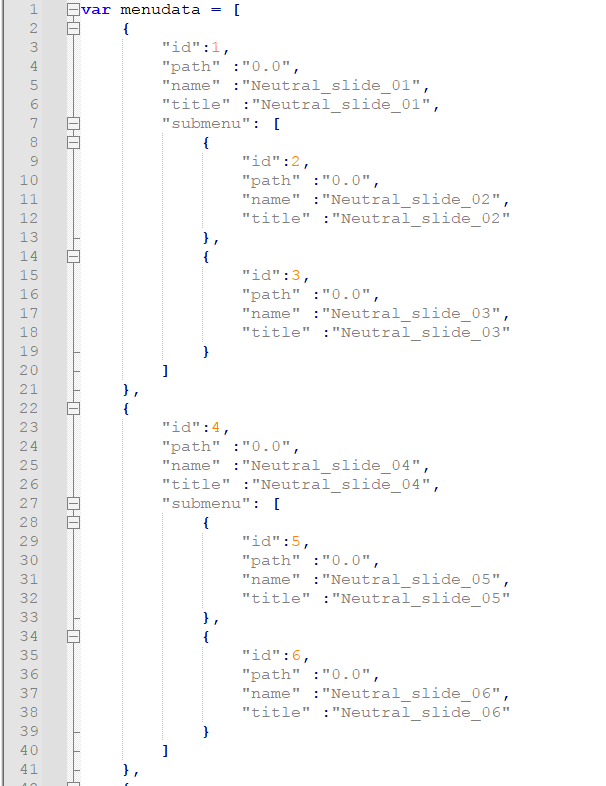 1 var menudata = [
2 {
3 "id":1,
4 "path" :"0.0",
5 "name" :"Neutral_slide_01",
6 "title" :"Neutral_slide_01",
7 "submenu": [
8 {
9 "id":2,
10 "path" :"0.0",
11 "name" :"Neutral_slide_02",
12 "title" :"Neutral_slide_02"
13 },
14 {
15 "id":3,
16 "path" :"0.0",
17 "name" :"Neutral_slide_03",
18 "title" :"Neutral_slide_03"
19 }
20 ]
21 },
22 {
23 "id":4,
24 "path" :"0.0",
25 "name" :"Neutral_slide_04",
26 "title" :"Neutral_slide_04",
27 "submenu": [
28 {
29 "id":5,
30 "path" :"0.0",
31 "name" :"Neutral_slide_05",
32 "title" :"Neutral_slide_05"
33 },
34 {
35 "id":6,
36 "path" :"0.0",
37 "name" :"Neutral_slide_06",
38 "title" :"Neutral_slide_06"
39 }
40 ]
41 },